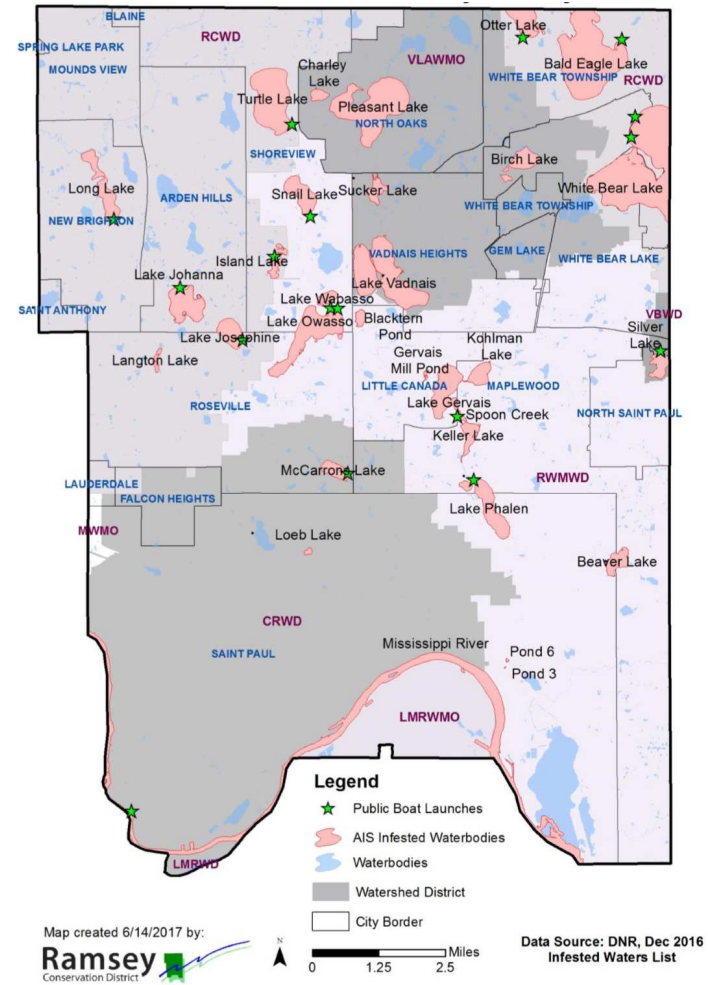 BLAINE
SPRING LAKE PARK
MOUNDS VIEW
RCWD
Otter Lake
Charley
Lake
VLAWMO
Bald Eagle Lake
WHITE BEAR TOWNSHIP
RCWD
Turtle Lake
Pleasant Lake
NORTH OAKS
SHOREVIEW
Birch Lake
Long Lake
ARDEN HILLS
Snail Lake
Sucker Lake
White Bear Lake
NEW BRIGHTON
WHITE BEAR TOWNSHIP
Island Lake
VADNAIS HEIGHTS
GEM LAKE
WHITE BEAR LAKE
Lake Johanna
Lake Vadnais
SAINT ANTHONY
Lake Wabasso
Lake Owasso
Blacktern
Pond
VBWD
Silver
Lake
Lake Josephine
Langton Lake
Gervais
Mill Pond
Kohlman
Lake
LITTLE CANADA
MAPLEWOOD
ROSEVILLE
Lake Gervais
Spoon Creek
NORTH SAINT PAUL
Keller Lake
McCarrons Lake
RWMWD
LAUDERDALE
FALCON HEIGHTS
Lake Phalen
MWMO
Loeb Lake
Beaver Lake
CRWD
SAINT PAUL
Mississippi River
Pond 6
Pond 3
LMRWMO
LMRWD
Legend
Public Boat Launches
AIS Infested Waterbodies
Waterbodies
Watershed District
City Border
Map created 6/14/2017 by:
Ramsey
Conservation District
N
Miles
0 1.25 2.5
Data Source: DNR, Dec 2016
Infested Waters List